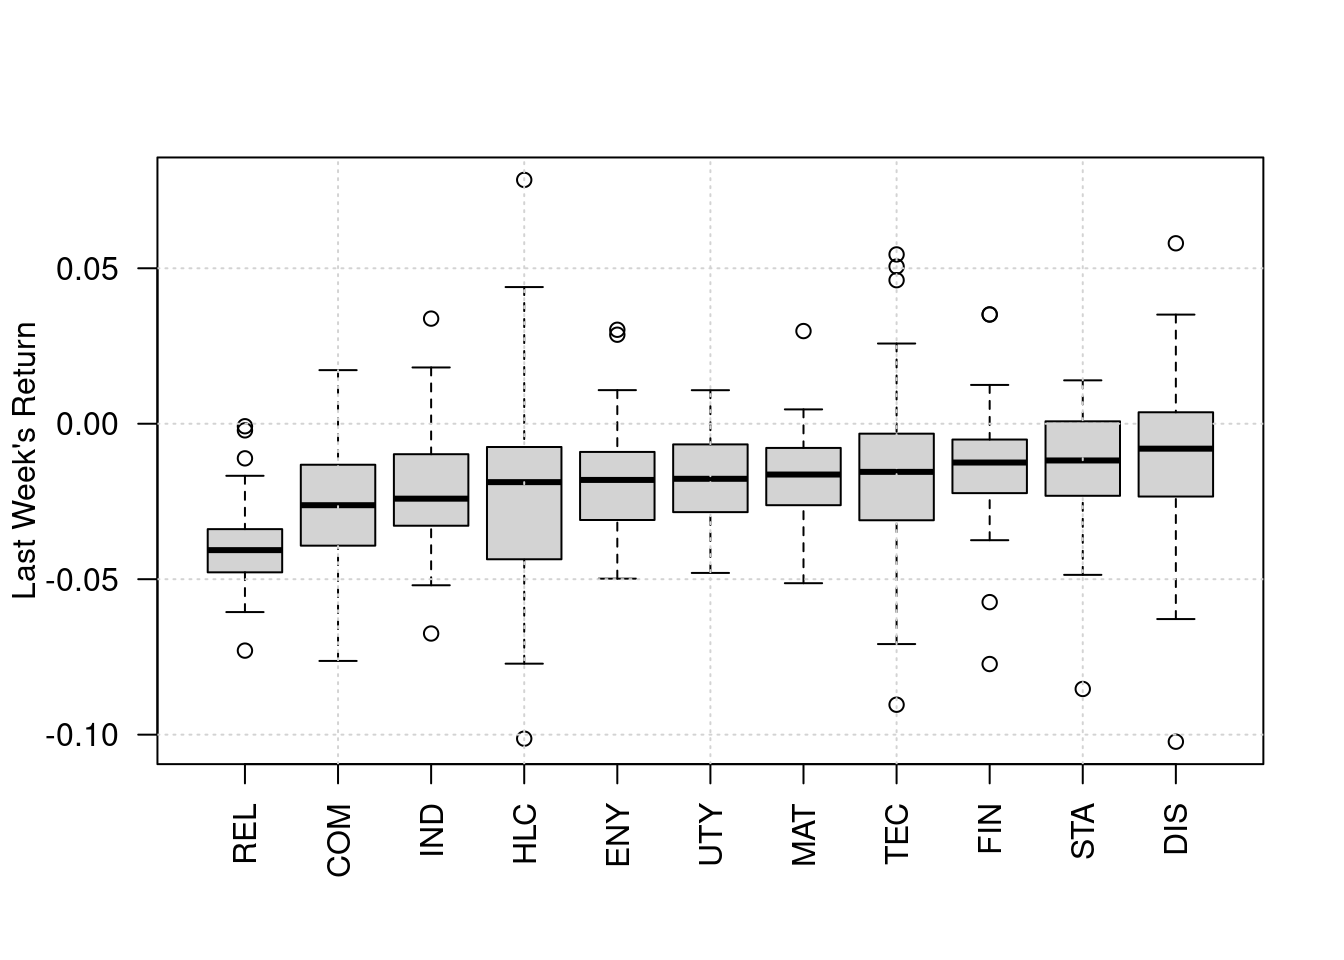 Last Week's Return
0.05
0.00
-0.05
-0.10
REL
COM
IND
HLC
ENY
UTY
MAT
TEC
FIN
STA
DIS